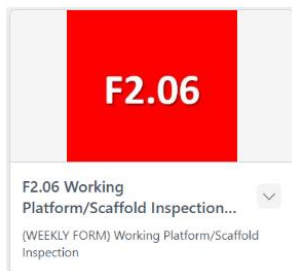 F2.06
F2.06 Working
Platform/Scaffold Inspection...
(WEEKLY FORM) Working Platform/Scaffold
Inspection